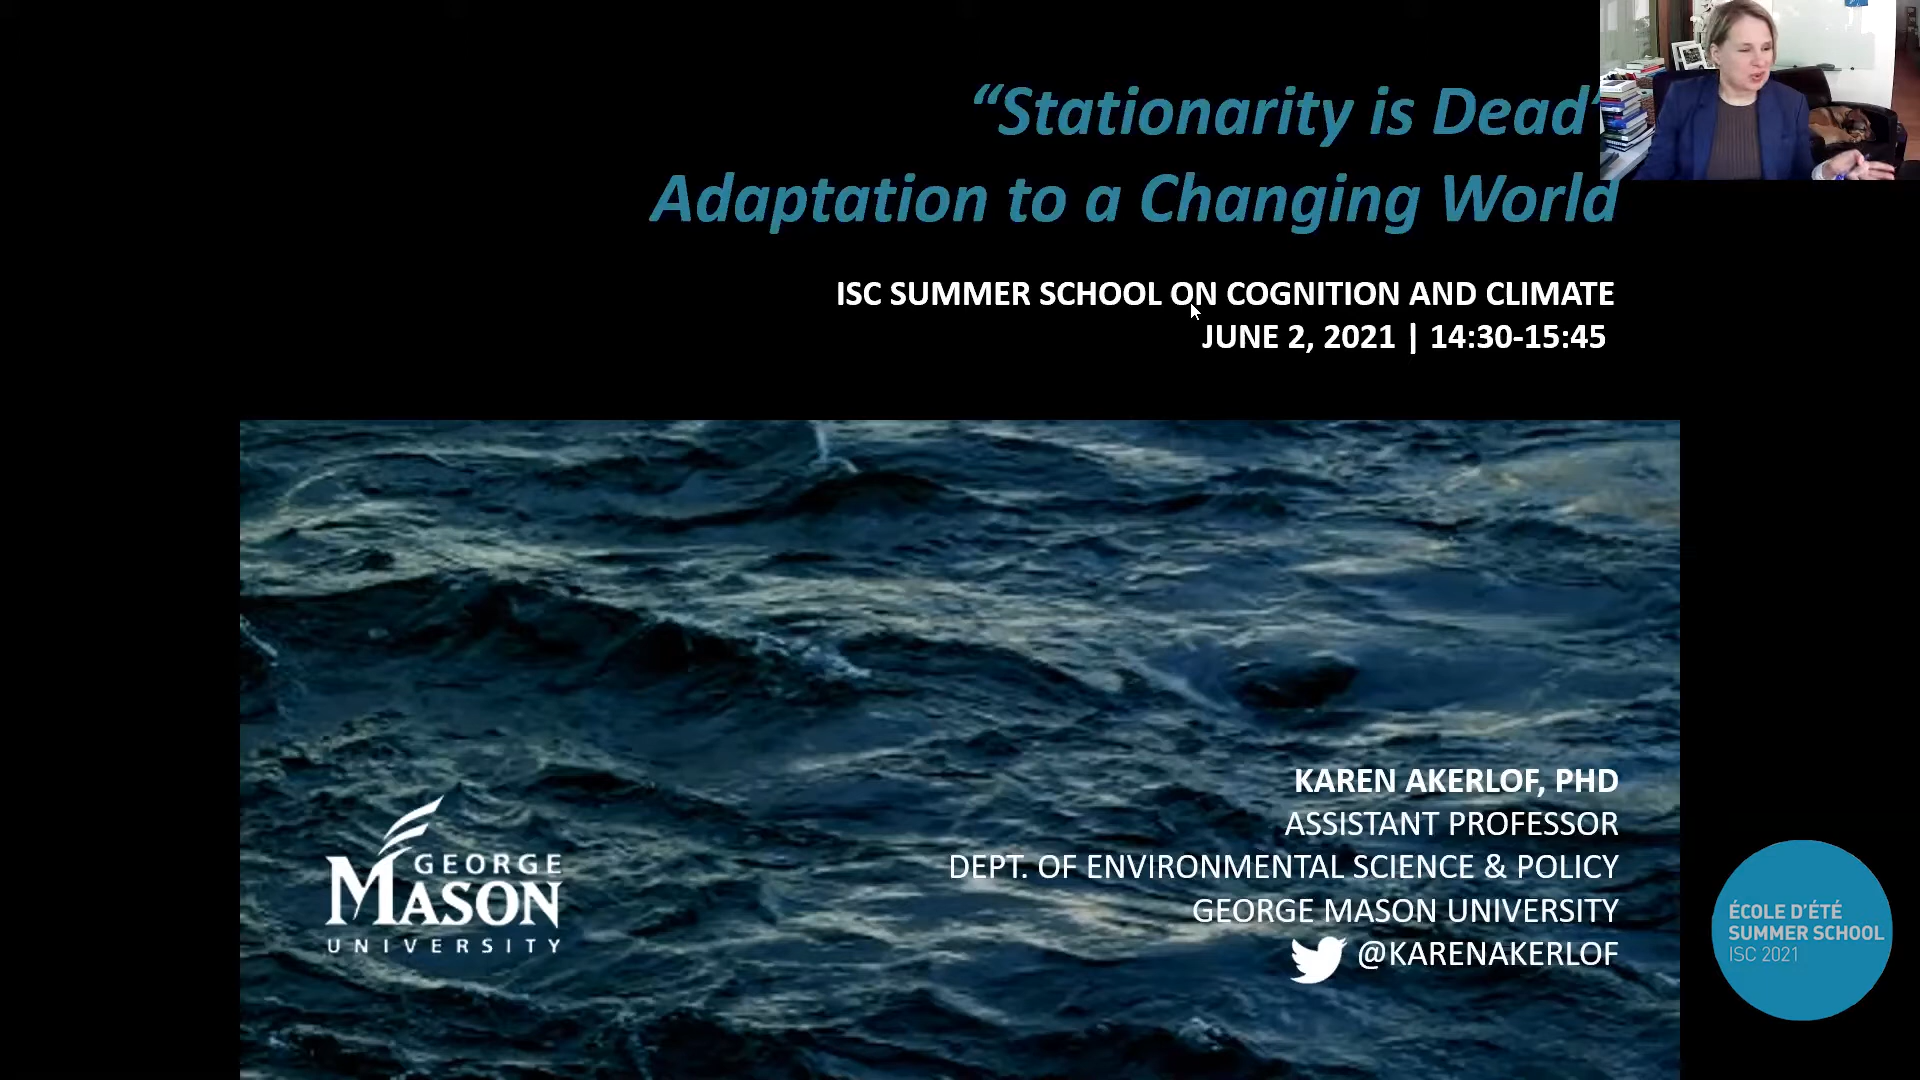 “Stationarity is Dead”
Adaptation to a Changing World
ISC SUMMER SCHOOL ON COGNITION AND CLIMATE
JUNE 2, 2021 | 14:30-15:45
KAREN AKERLOF, PHD
ASSISTANT PROFESSOR
DEPT. OF ENVIRONMENTAL SCIENCE & POLICY
GEORGE MASON UNIVERSITY
@KARENAKERLOF
GEORGE
MASON
UNIVERSITY
ÉCOLE D'ÉTÉ
SUMMER SCHOOL
ISC 2021